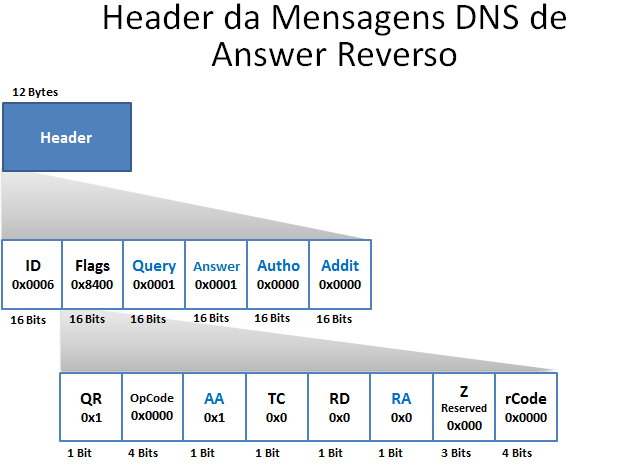 Header da Mensagens DNS de
Answer Reverso
12 Bytes
Header
ID Flags Query Answer Autho Addit
0x0006 0x8400 0x0001 0x0001 0x0000 0x0000
16 Bits 16 Bits 16 Bits 16 Bits 16 Bits 16 Bits
QR OpCode AA TC RD RA Z rCode
Reserved
0x1 0x0000 0x1 0x0 0x0 0x0 0x000 0x0000
1 Bit 4 Bits 1 Bit 1 Bit 1 Bit 1 Bit 3 Bits 4 Bits